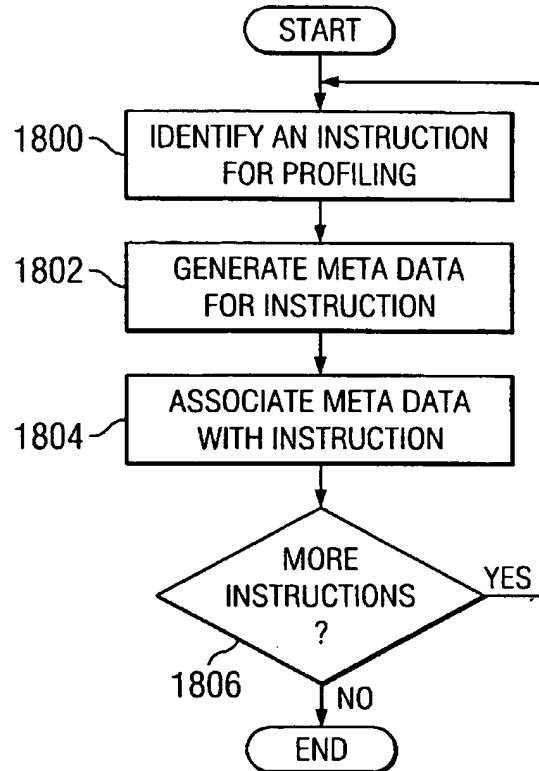 START
1800
IDENTIFY AN INSTRUCTION
FOR PROFILING
1802
GENERATE META DATA
FOR INSTRUCTION
1804
ASSOCIATE META DATA
WITH INSTRUCTION
MORE
INSTRUCTIONS
?
YES
1806
NO
END